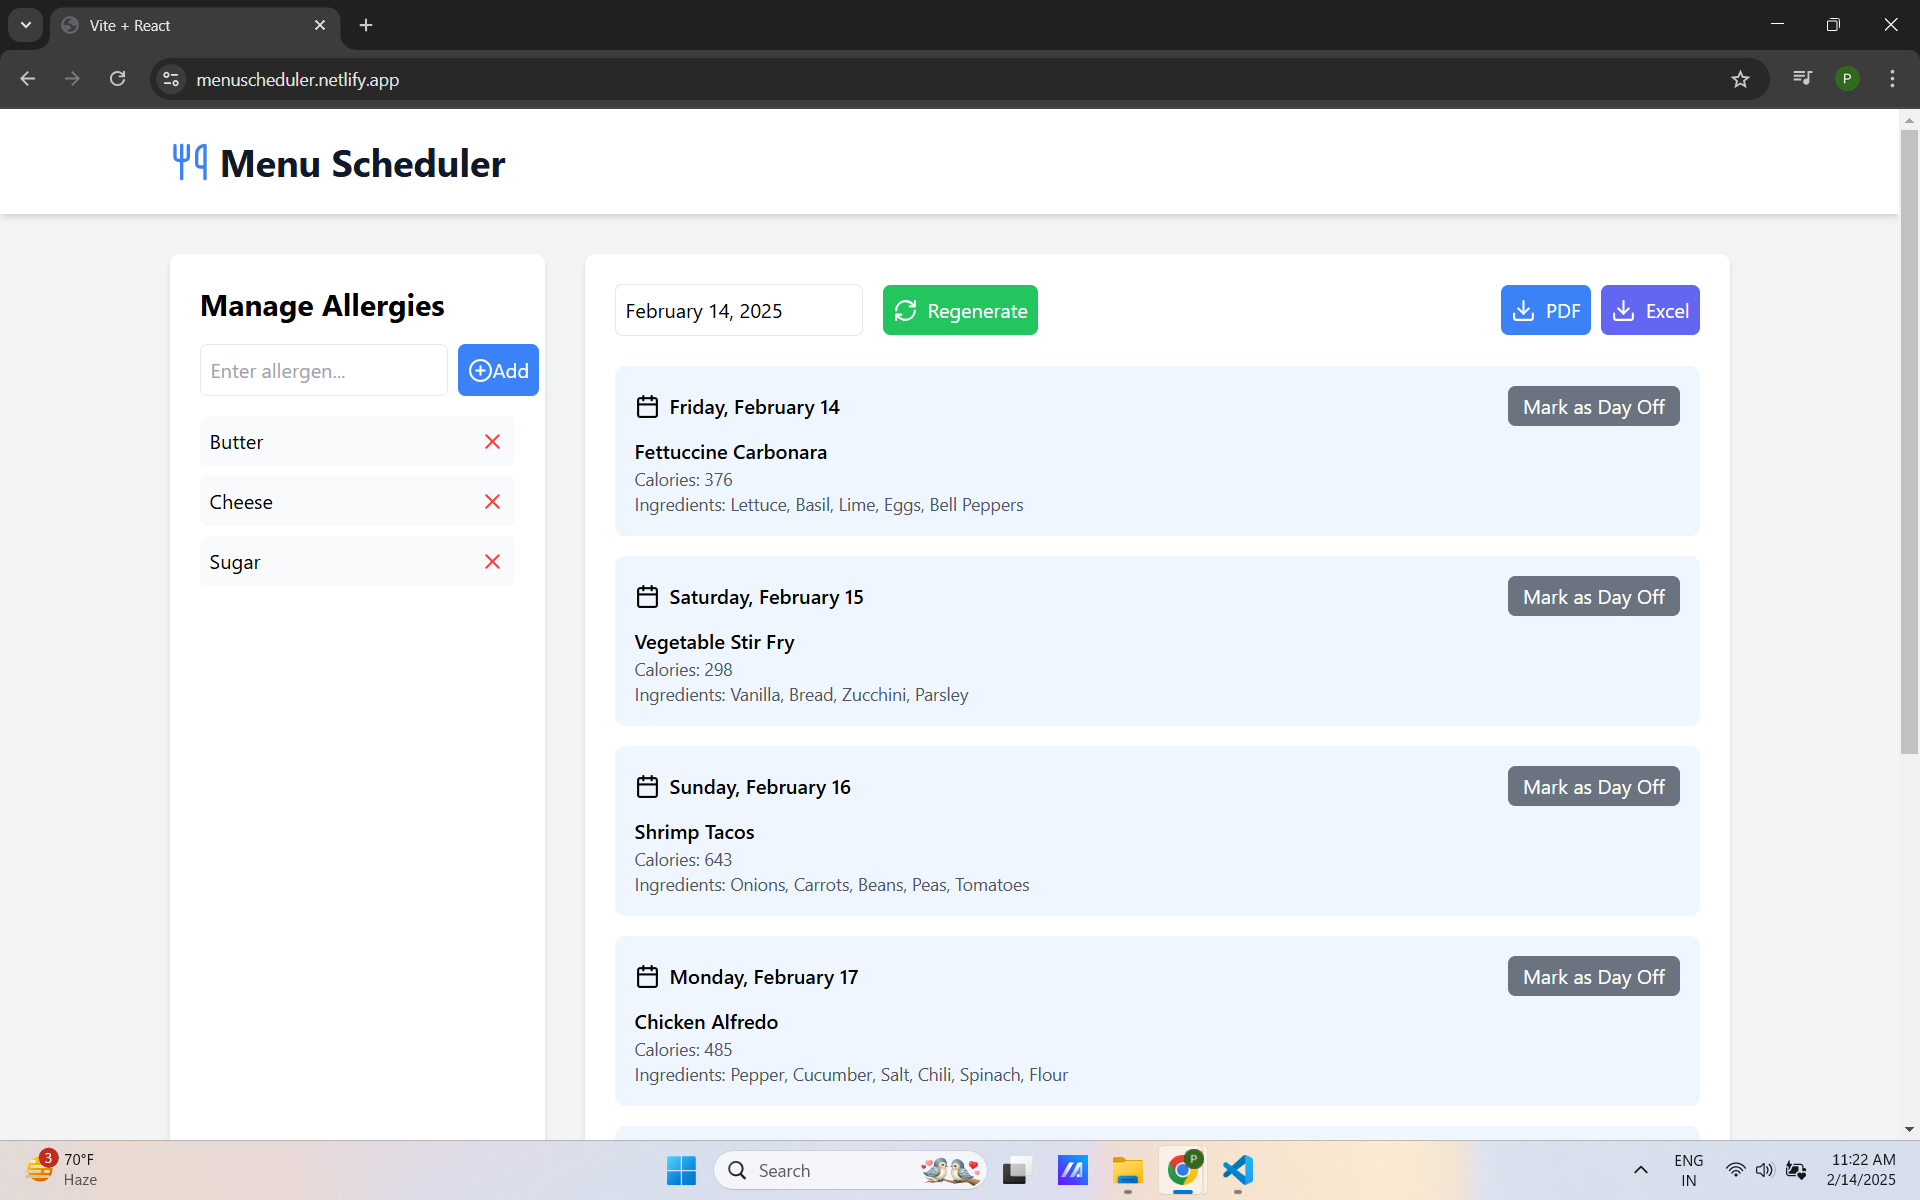 Vite + React
menuscheduler.netlify.app
P
Menu Scheduler
Manage Allergies
Enter allergen...
Add
Butter
Cheese
Sugar
February 14, 2025
Regenerate
PDF
Excel
Friday, February 14
Mark as Day Off
Fettuccine Carbonara
Calories: 376
Ingredients: Lettuce, Basil, Lime, Eggs, Bell Peppers
Saturday, February 15
Mark as Day Off
Vegetable Stir Fry
Calories: 298
Ingredients: Vanilla, Bread, Zucchini, Parsley
Sunday, February 16
Mark as Day Off
Shrimp Tacos
Calories: 643
Ingredients: Onions, Carrots, Beans, Peas, Tomatoes
Monday, February 17
Mark as Day Off
Chicken Alfredo
Calories: 485
Ingredients: Pepper, Cucumber, Salt, Chili, Spinach, Flour
3
70°F
Haze
Search
P
ENG
IN
11:22 AM
2/14/2025